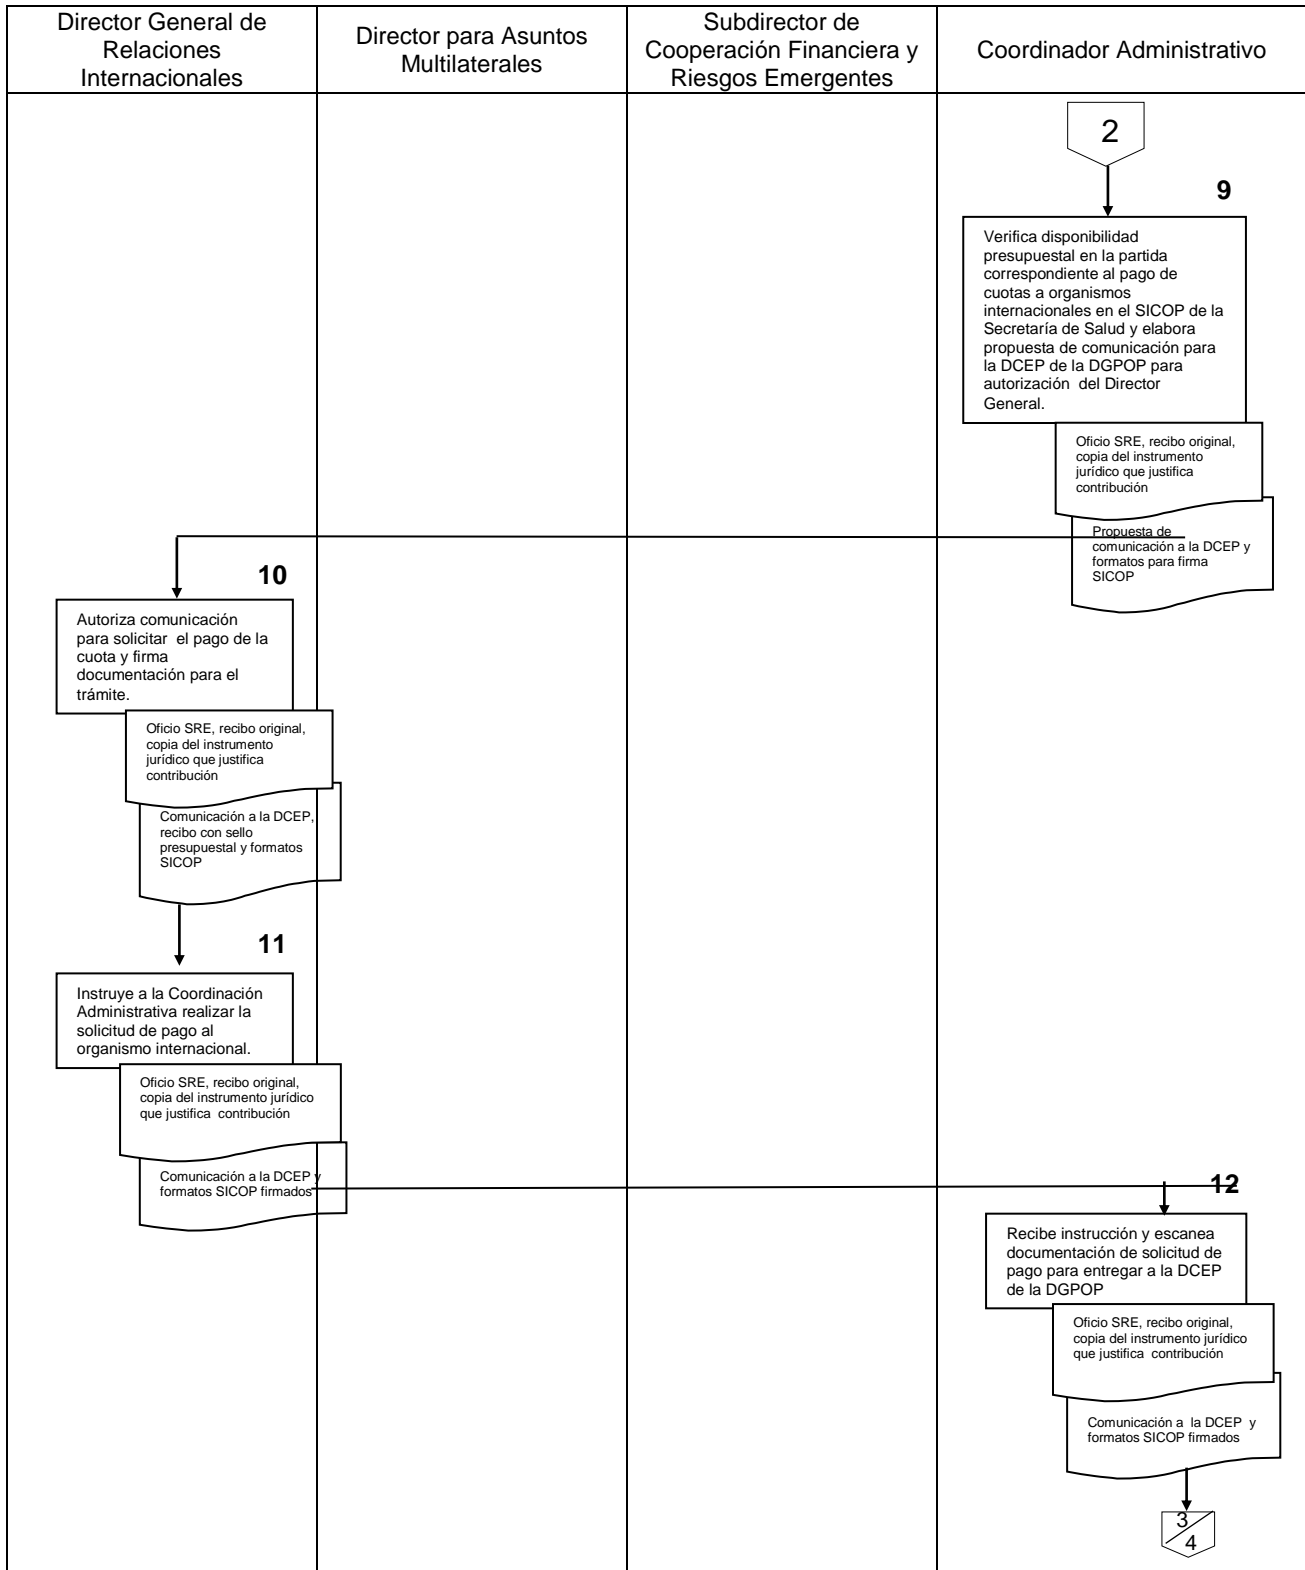 Director General de
Relaciones
Internacionales
Director para Asuntos
Multilaterales
Subdirector de
Cooperación Financiera y
Riesgos Emergentes
Coordinador Administrativo
2
9
Verifica disponibilidad
presupuestal en la partida
correspondiente al pago de
cuotas a organismos
internacionales en el SICOP de la
Secretaría de Salud y elabora
propuesta de comunicación para
la DCEP de la DGPOP para
autorización del Director
General.
Oficio SRE, recibo original,
copia del instrumento
jurídico que justifica
contribución
Propuesta de
comunicación a la DCEP y
formatos para firma
SICOP
10
Autoriza comunicación
para solicitar el pago de la
cuota y firma
documentación para el
trámite.
Oficio SRE, recibo original,
copia del instrumento
jurídico que justifica
contribución
Comunicación a la DCEP,
recibo con sello
presupuestal y formatos
SICOP
11
Instruye a la Coordinación
Administrativa realizar la
solicitud de pago al
organismo internacional.
Oficio SRE, recibo original,
copia del instrumento jurídico
que justifica contribución
Comunicación a la DCEP y
formatos SICOP firmados
12
Recibe instrucción y escanea
documentación de solicitud de
pago para entregar a la DCEP
de la DGPOP
Oficio SRE, recibo original,
copia del instrumento jurídico
que justifica contribución
Comunicación a la DCEP y
formatos SICOP firmados
3
4